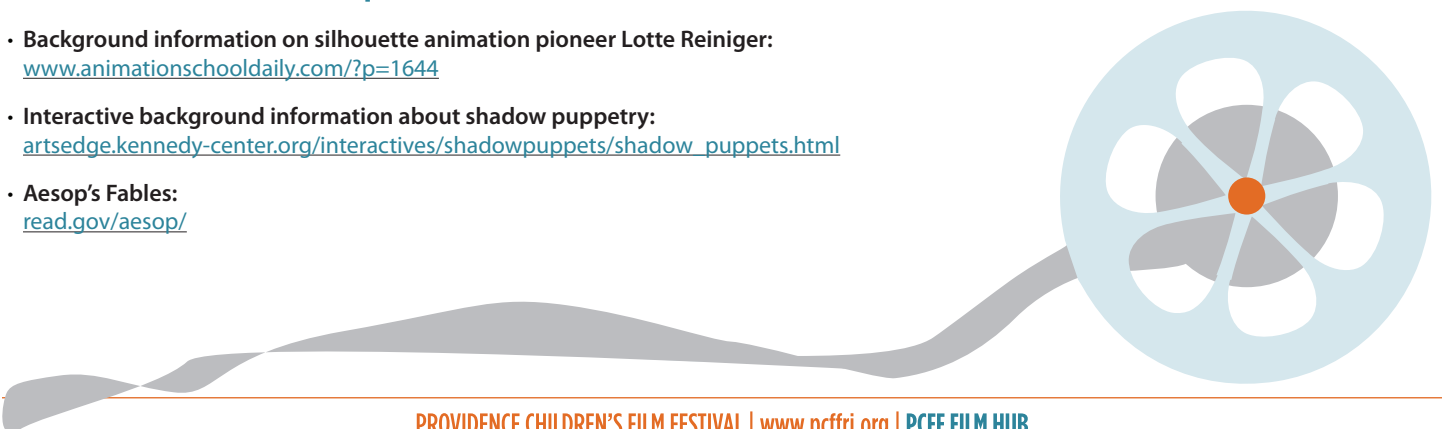 • Background information on silhouette animation pioneer Lotte Reiniger:
www.animationschooldaily.com/?p=1644
• Interactive background information about shadow puppetry:
artsedge.kennedy-center.org/interactives/shadowpuppets/shadow_puppets.html
• Aesop’s Fables:
read.gov/aesop/
PROVIDENCE CHILDREN’S FILM FESTIVAL | www.pcffri.org | PCFF FILM HUB